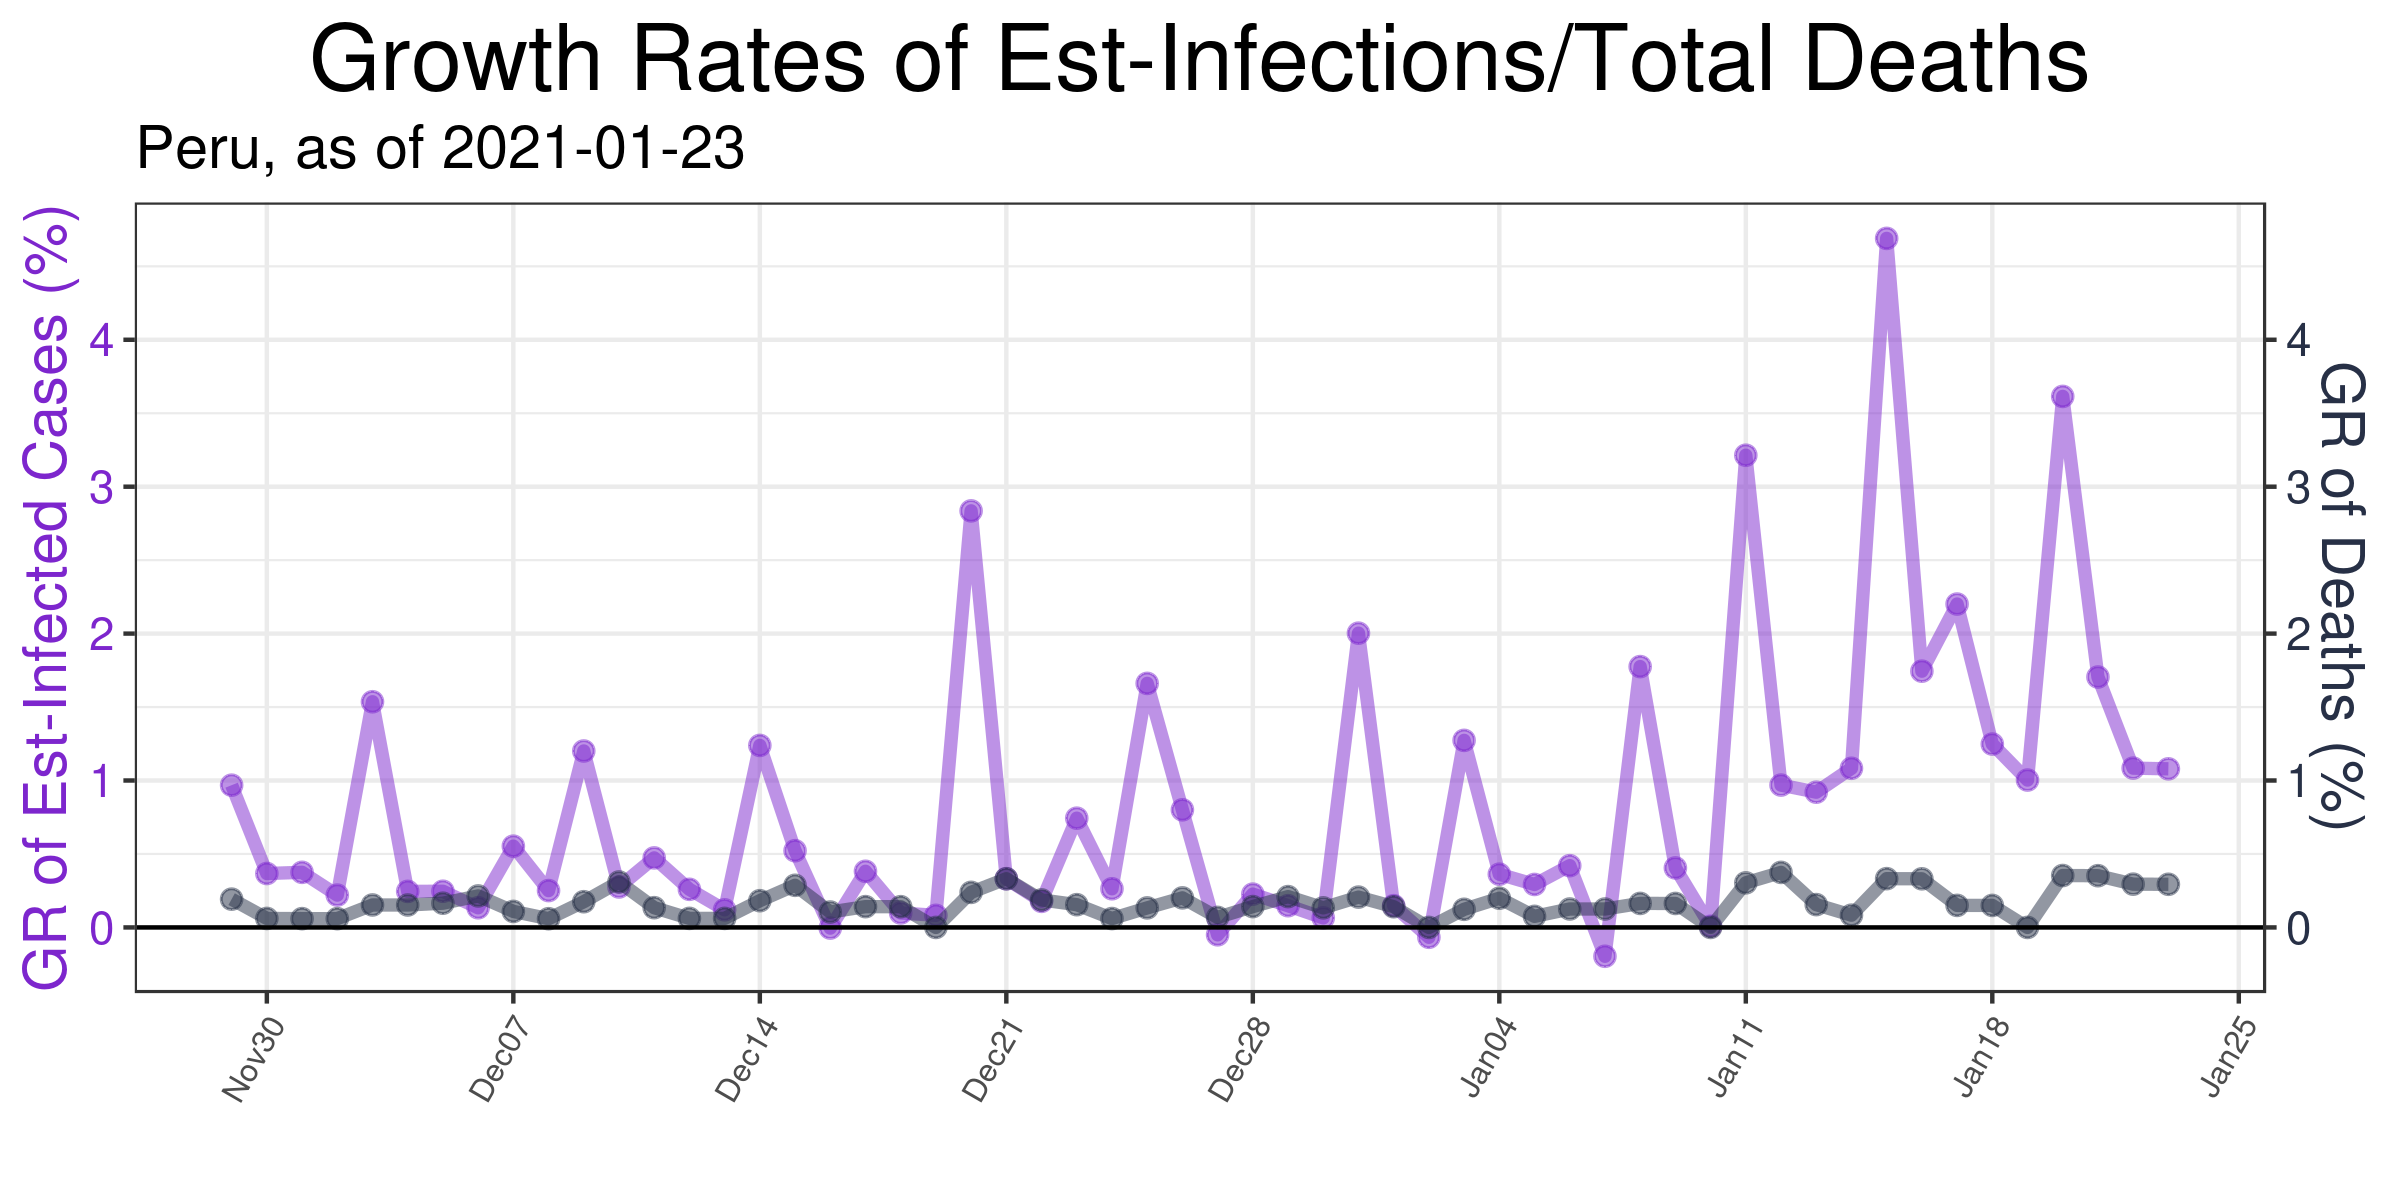 Growth Rates of Est-Infections/Total Deaths
Peru, as of 2021-01-23
GR of Est-Infected Cases (%)
4
3
2
1
0
4
3
2
1
0
GR of Deaths (%)
Nov30
Dec07
Dec14
Dec21
Dec28
Jan04
Jan11
Jan18
Jan25